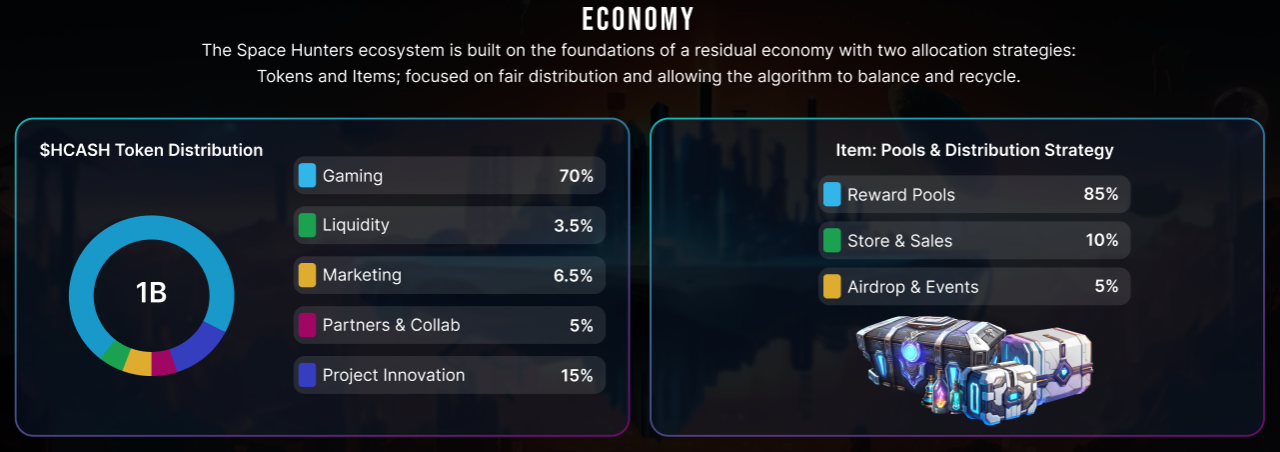 ECONOMY
The Space Hunters ecosystem is built on the foundations of a residual economy with two allocation strategies:
Tokens and Items; focused on fair distribution and allowing the algorithm to balance and recycle.
$HCASH Token Distribution
1B
Gaming 70%
Liquidity 3.5%
Marketing 6.5%
Partners & Collab 5%
Project Innovation 15%
Item: Pools & Distribution Strategy
Reward Pools 85%
Store & Sales 10%
Airdrop & Events 5%